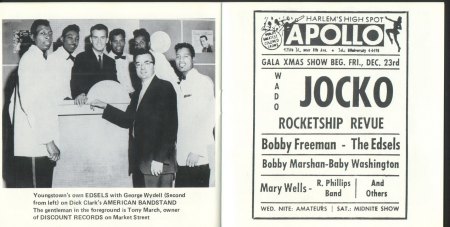 Youngstown's own EDSELS with George Wydell (Second
from left) on Dick Clark's AMERICAN BANDSTAND
The gentleman in the foreground is Tony March, owner
of DISCOUNT RECORDS on Market Street
HARLEM'S HIGH SPOT
APOLLO
GALA XMAS SHOW BEG. FRI., DEC. 23rd
WADO
JOCKO
ROCKETSHIP REVUE
Bobby Freeman - The Edsels
Bobby Marshan-Baby Washington
Mary Wells - R. Phillips Band And Others
WED. NITE: AMATEURS SAT.: MIDNITE SHOW